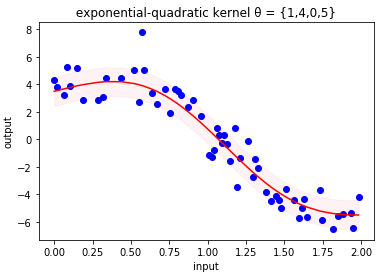 exponential-quadratic kernel θ = {1,4,0,5}
8
6
4
2
0
−2
−4
−6
output
0.00 0.25 0.50 0.75 1.00 1.25 1.50 1.75 2.00
input